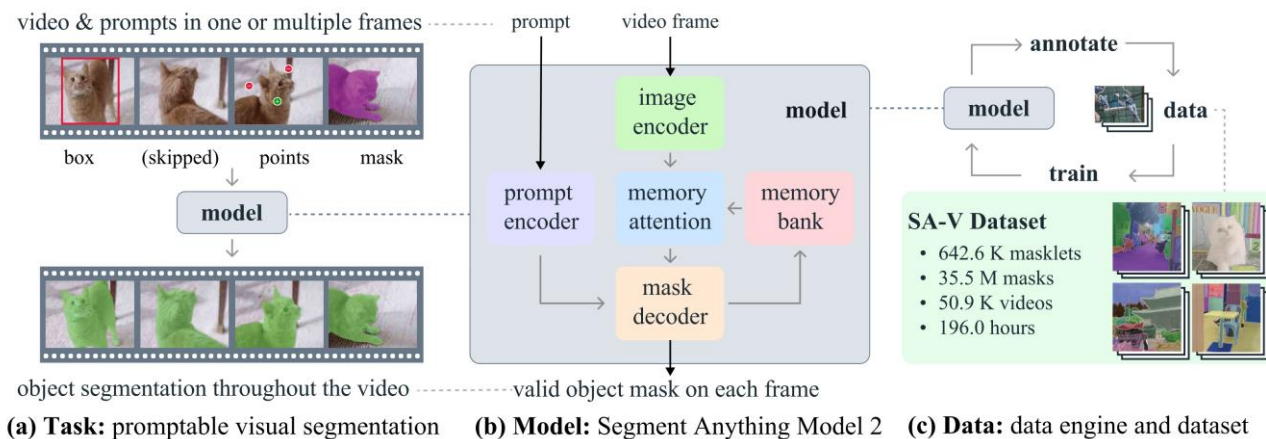 video & prompts in one or multiple frames
box
(skipped)
points
mask
model
object segmentation throughout the video
(a) Task: promptable visual segmentation
prompt
video frame
image
encoder
model
prompt
encoder
memory
attention
memory
bank
mask
decoder
valid object mask on each frame
(b) Model: Segment Anything Model 2
annotate
model
data
train
SA-V Dataset
• 642.6 K masklets
• 35.5 M masks
• 50.9 K videos
• 196.0 hours
VOGUE
(c) Data: data engine and dataset